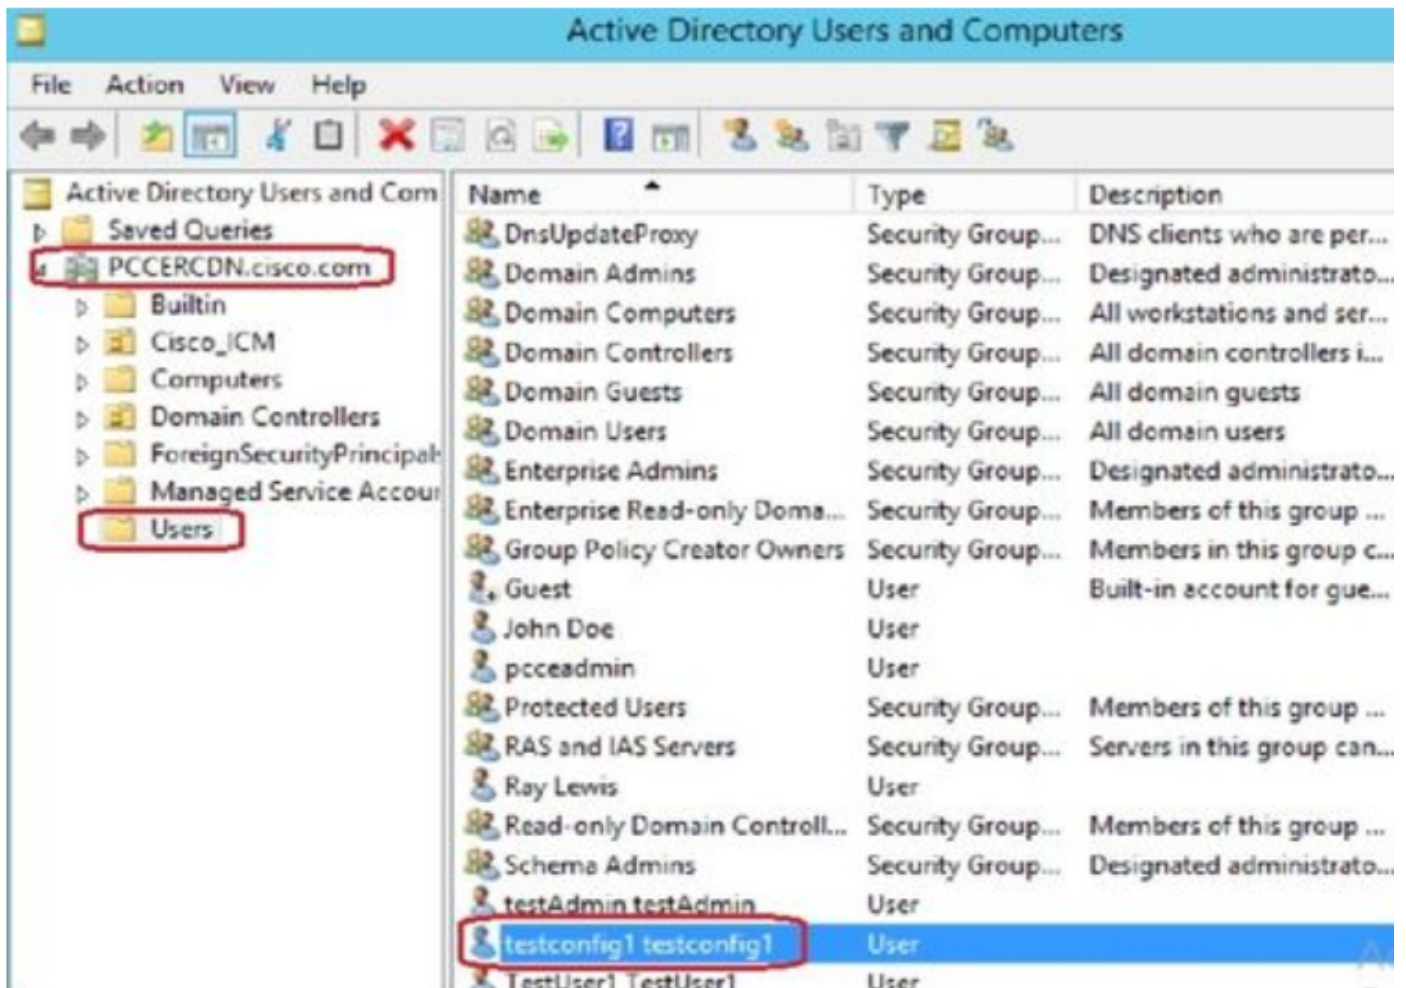 Active Directory Users and Computers
File Action View Help
Active Directory Users and Com
Saved Queries
PCCERCDN.cisco.com
Builtin
Cisco_ICM
Computers
Domain Controllers
ForeignSecurityPrincipals
Managed Service Accour
Users
Name Type Description
DnsUpdateProxy Security Group... DNS clients who are per...
Domain Admins Security Group... Designated administrato...
Domain Computers Security Group... All workstations and ser...
Domain Controllers Security Group... All domain controllers i...
Domain Guests Security Group... All domain guests
Domain Users Security Group... All domain users
Enterprise Admins Security Group... Designated administrato...
Enterprise Read-only Doma... Security Group... Members of this group ...
Group Policy Creator Owners Security Group... Members in this group c...
Guest User Built-in account for gue...
John Doe User
pcceadmin User
Protected Users Security Group... Members of this group ...
RAS and IAS Servers Security Group... Servers in this group can...
Ray Lewis User
Read-only Domain Controll... Security Group... Members of this group ...
Schema Admins Security Group... Designated administrato...
testAdmin testAdmin User
testconfig1 testconfig1 User
TestUser1 TestUser1 User